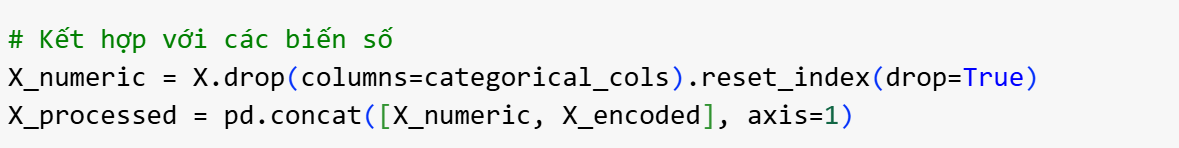 # Kết hợp với các biến số
X_numeric = X.drop(columns=categorical_cols).reset_index(drop=True)
X_processed = pd.concat([X_numeric, X_encoded], axis=1)